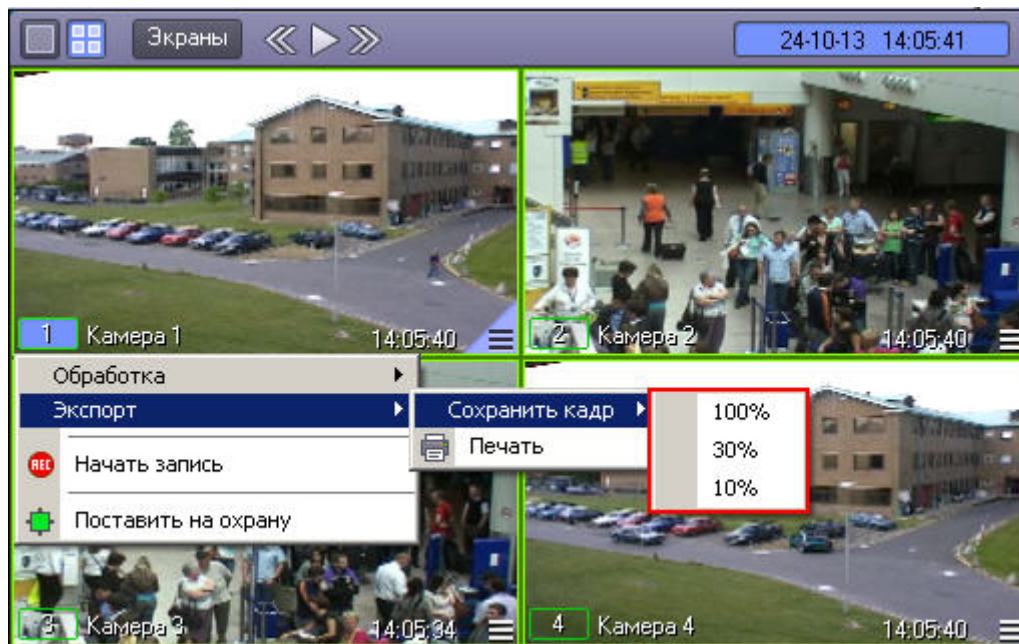 Экраны
24-10-13 14:05:41
1 Камера 1 14:05:40
2 Камера 2 14:05:40
Обработка
Экспорт
Сохранить кадр
100%
Печать
30%
10%
REC Начать запись
Поставить на охрану
3 Камера 3 14:05:34
4 Камера 4 14:05:40